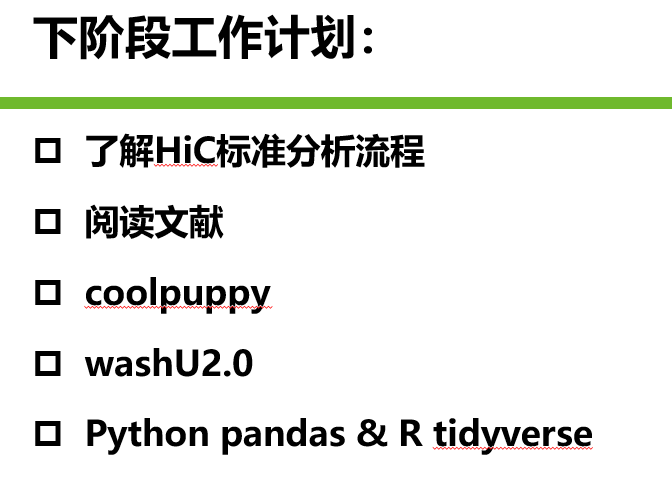 下阶段工作计划：
了解HiC标准分析流程
阅读文献
coolpuppy
washU2.0
Python pandas & R tidyverse